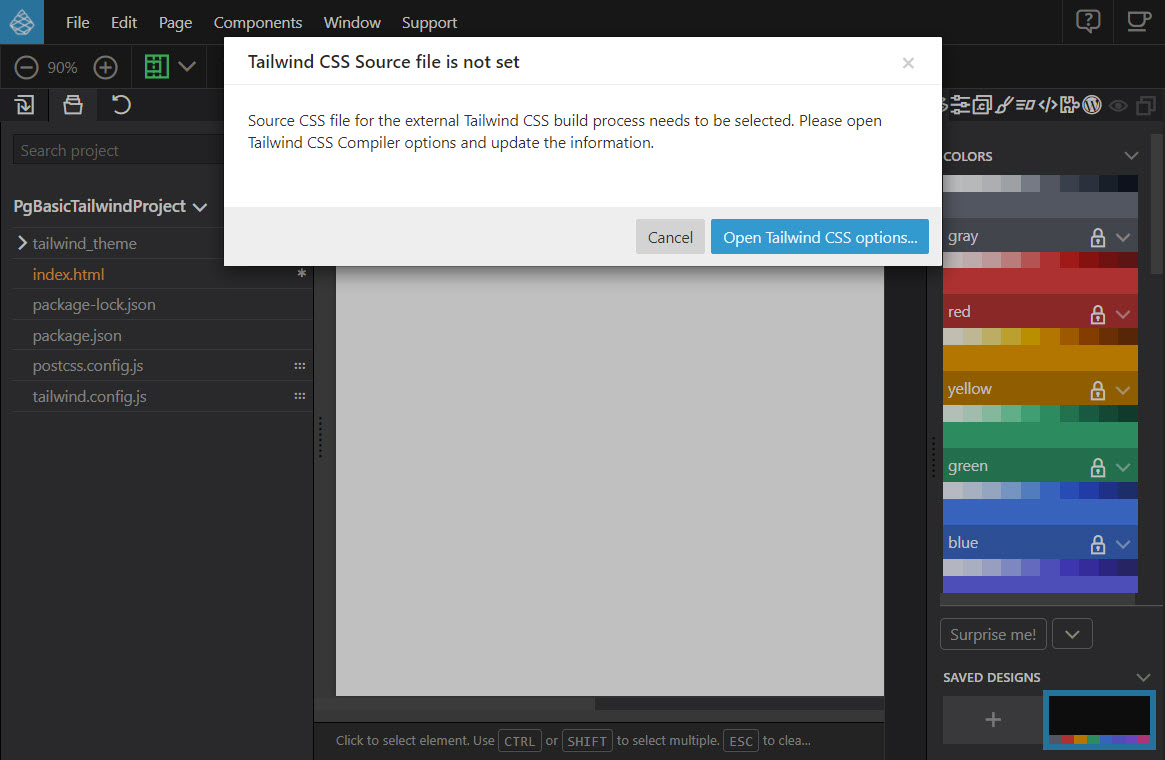 File Edit Page Components Window Support
90%
Tailwind CSS Source file is not set
×
Source CSS file for the external Tailwind CSS build process needs to be selected. Please open
Tailwind CSS Compiler options and update the information.
Cancel
Open Tailwind CSS options...
Search project
PgBasicTailwindProject
tailwind_theme
index.html *
package-lock.json
package.json
postcss.config.js
tailwind.config.js
Click to select element. Use CTRL or SHIFT to select multiple. ESC to clea...
COLORS
gray
red
yellow
green
blue
Surprise me!
SAVED DESIGNS
+